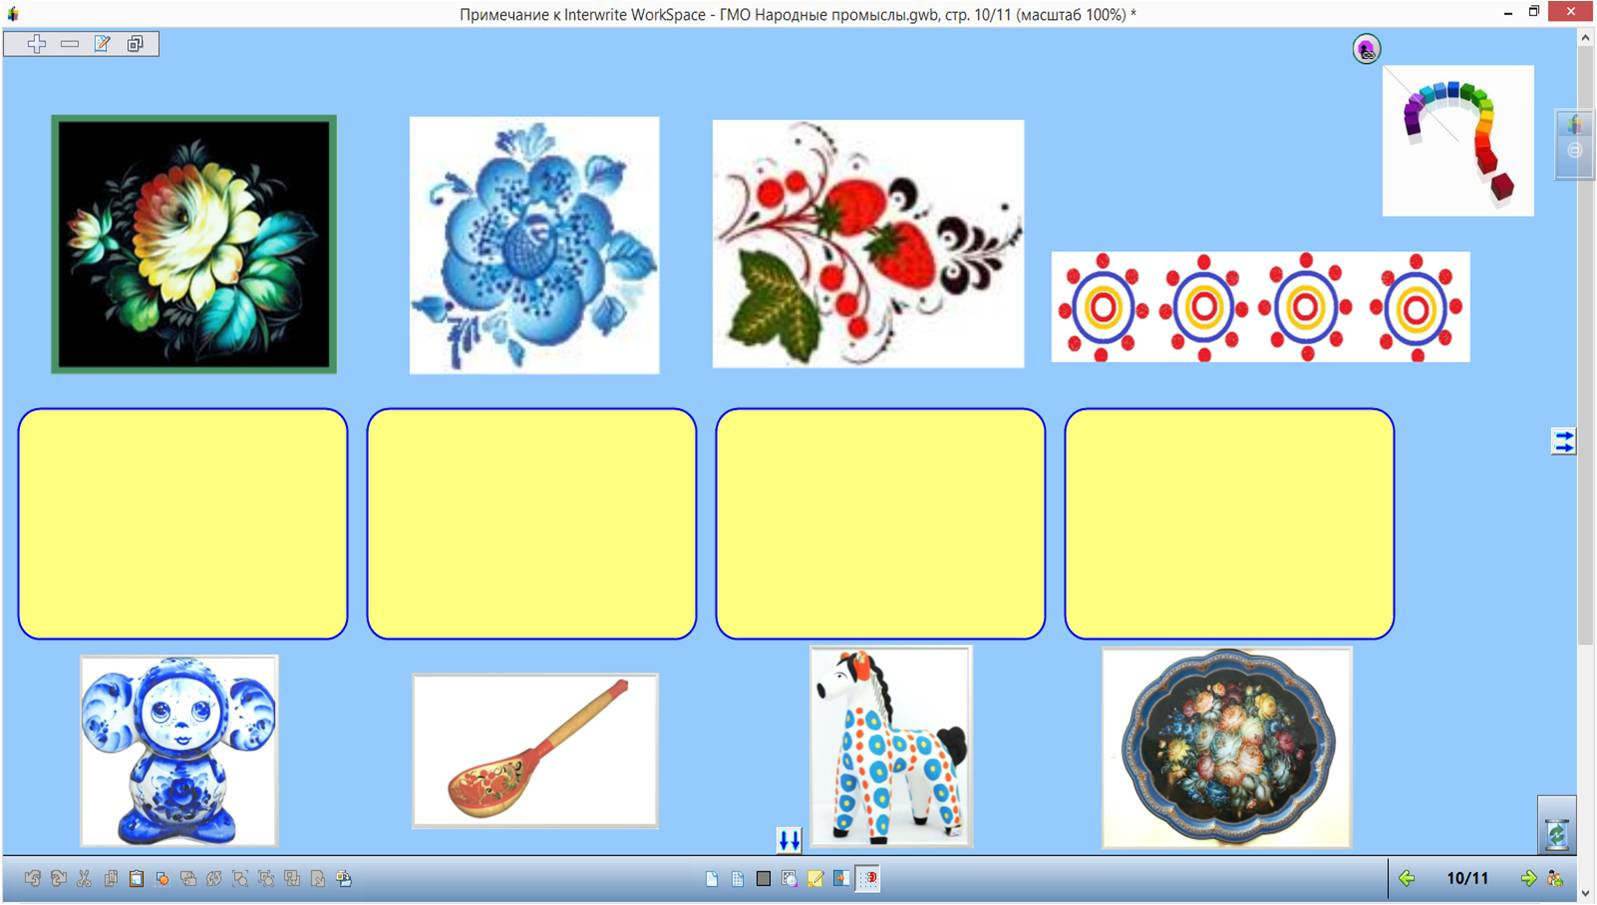 Примечание к Interwrite WorkSpace - ГМО Народные промыслы.gwb, стр. 10/11 (масштаб 100%) *
10/11